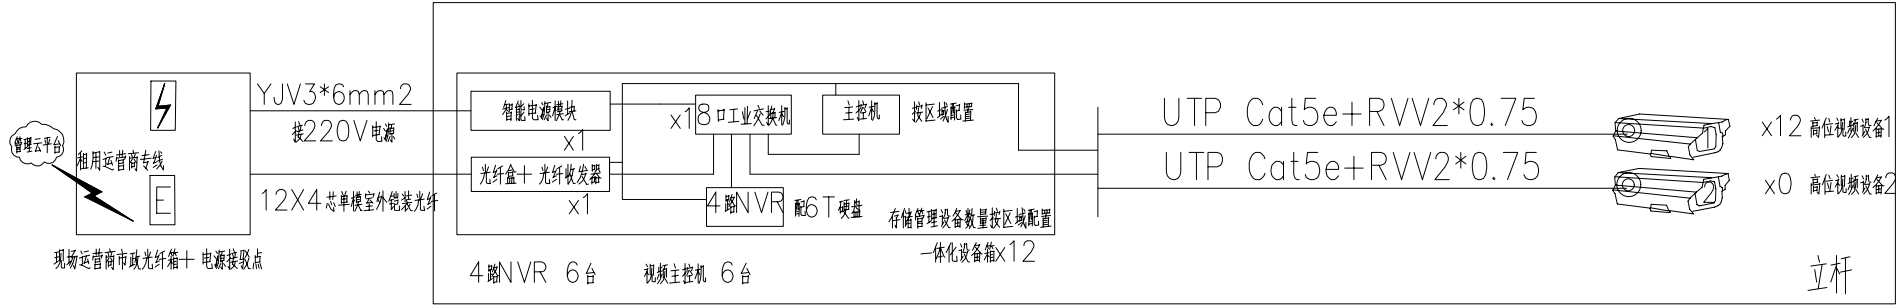 管理云平台
租用运营商专线
E
现场运营商市政光纤箱+ 电源接驳点
YJV3*6mm2
接220V电源
12X4芯单模室外铠装光纤
智能电源模块
x1
光纤盒+ 光纤收发器
x1
x1 8口工业交换机
主控机
按区域配置
4路NVR
配6T硬盘
存储管理设备数量按区域配置
一体化设备箱x12
4路NVR 6台
视频主控机 6台
UTP Cat5e+RVV2*0.75
UTP Cat5e+RVV2*0.75
1
x12 高位视频设备1
2
x0 高位视频设备2
立杆